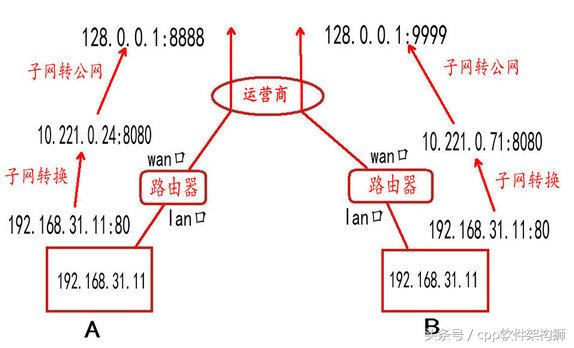 128.0.0.1:8888
128.0.0.1:9999
子网转公网
子网转公网
运营商
10.221.0.24:8080
10.221.0.71:8080
wan口
wan口
子网转换
路由器
路由器
子网转换
lan口
lan口
192.168.31.11:80
192.168.31.11:80
192.168.31.11
192.168.31.11
A
B
头条号 / cpp软件架构狮